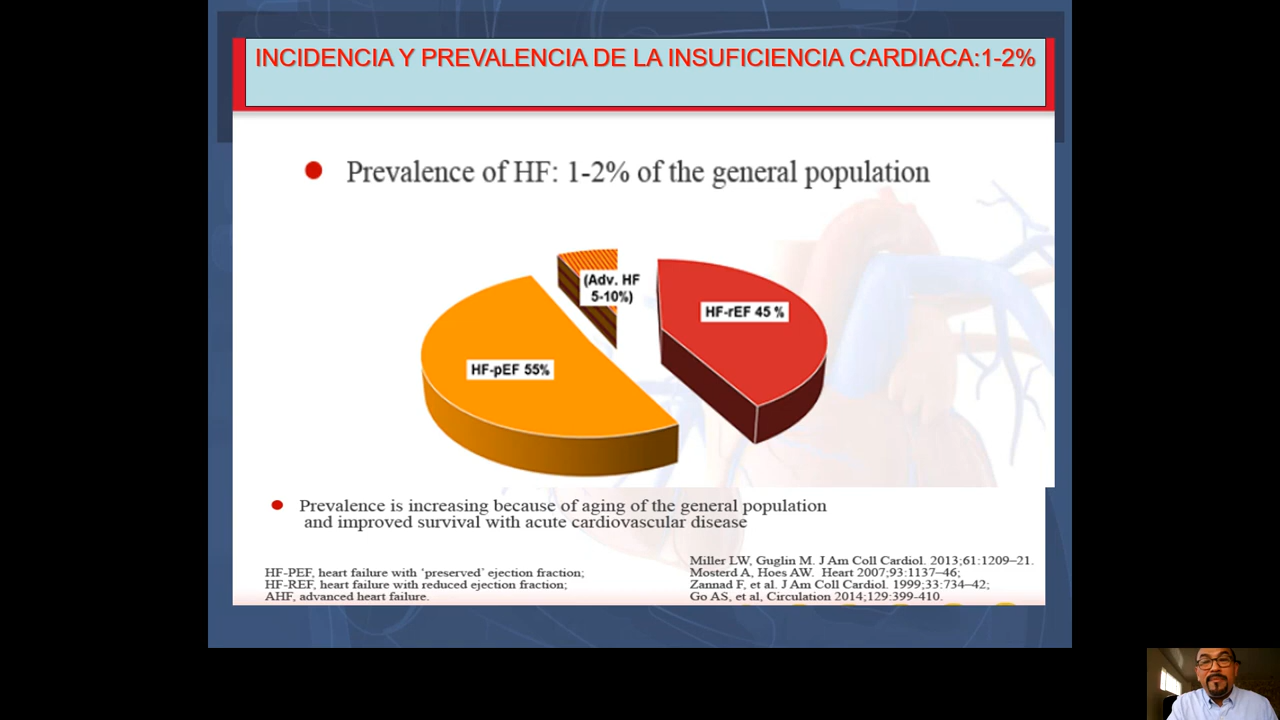 INCIDENCIA Y PREVALENCIA DE LA INSUFICIENCIA CARDIACA:1-2%
Prevalence of HF: 1-2% of the general population
(Adv. HF
5-10%)
HF-rEF 45 %
HF-pEF 55%
Prevalence is increasing because of aging of the general population
and improved survival with acute cardiovascular disease
HF-PEF, heart failure with ‘preserved’ ejection fraction;
HF-REF, heart failure with reduced ejection fraction;
AHF, advanced heart failure.
Miller LW, Guglin M. J Am Coll Cardiol. 2013;61:1209–21.
Mosterd A, Hoes AW. Heart 2007;93:1137–46;
Zannad F, et al. J Am Coll Cardiol. 1999;33:734–42;
Go AS, et al, Circulation 2014;129:399-410.